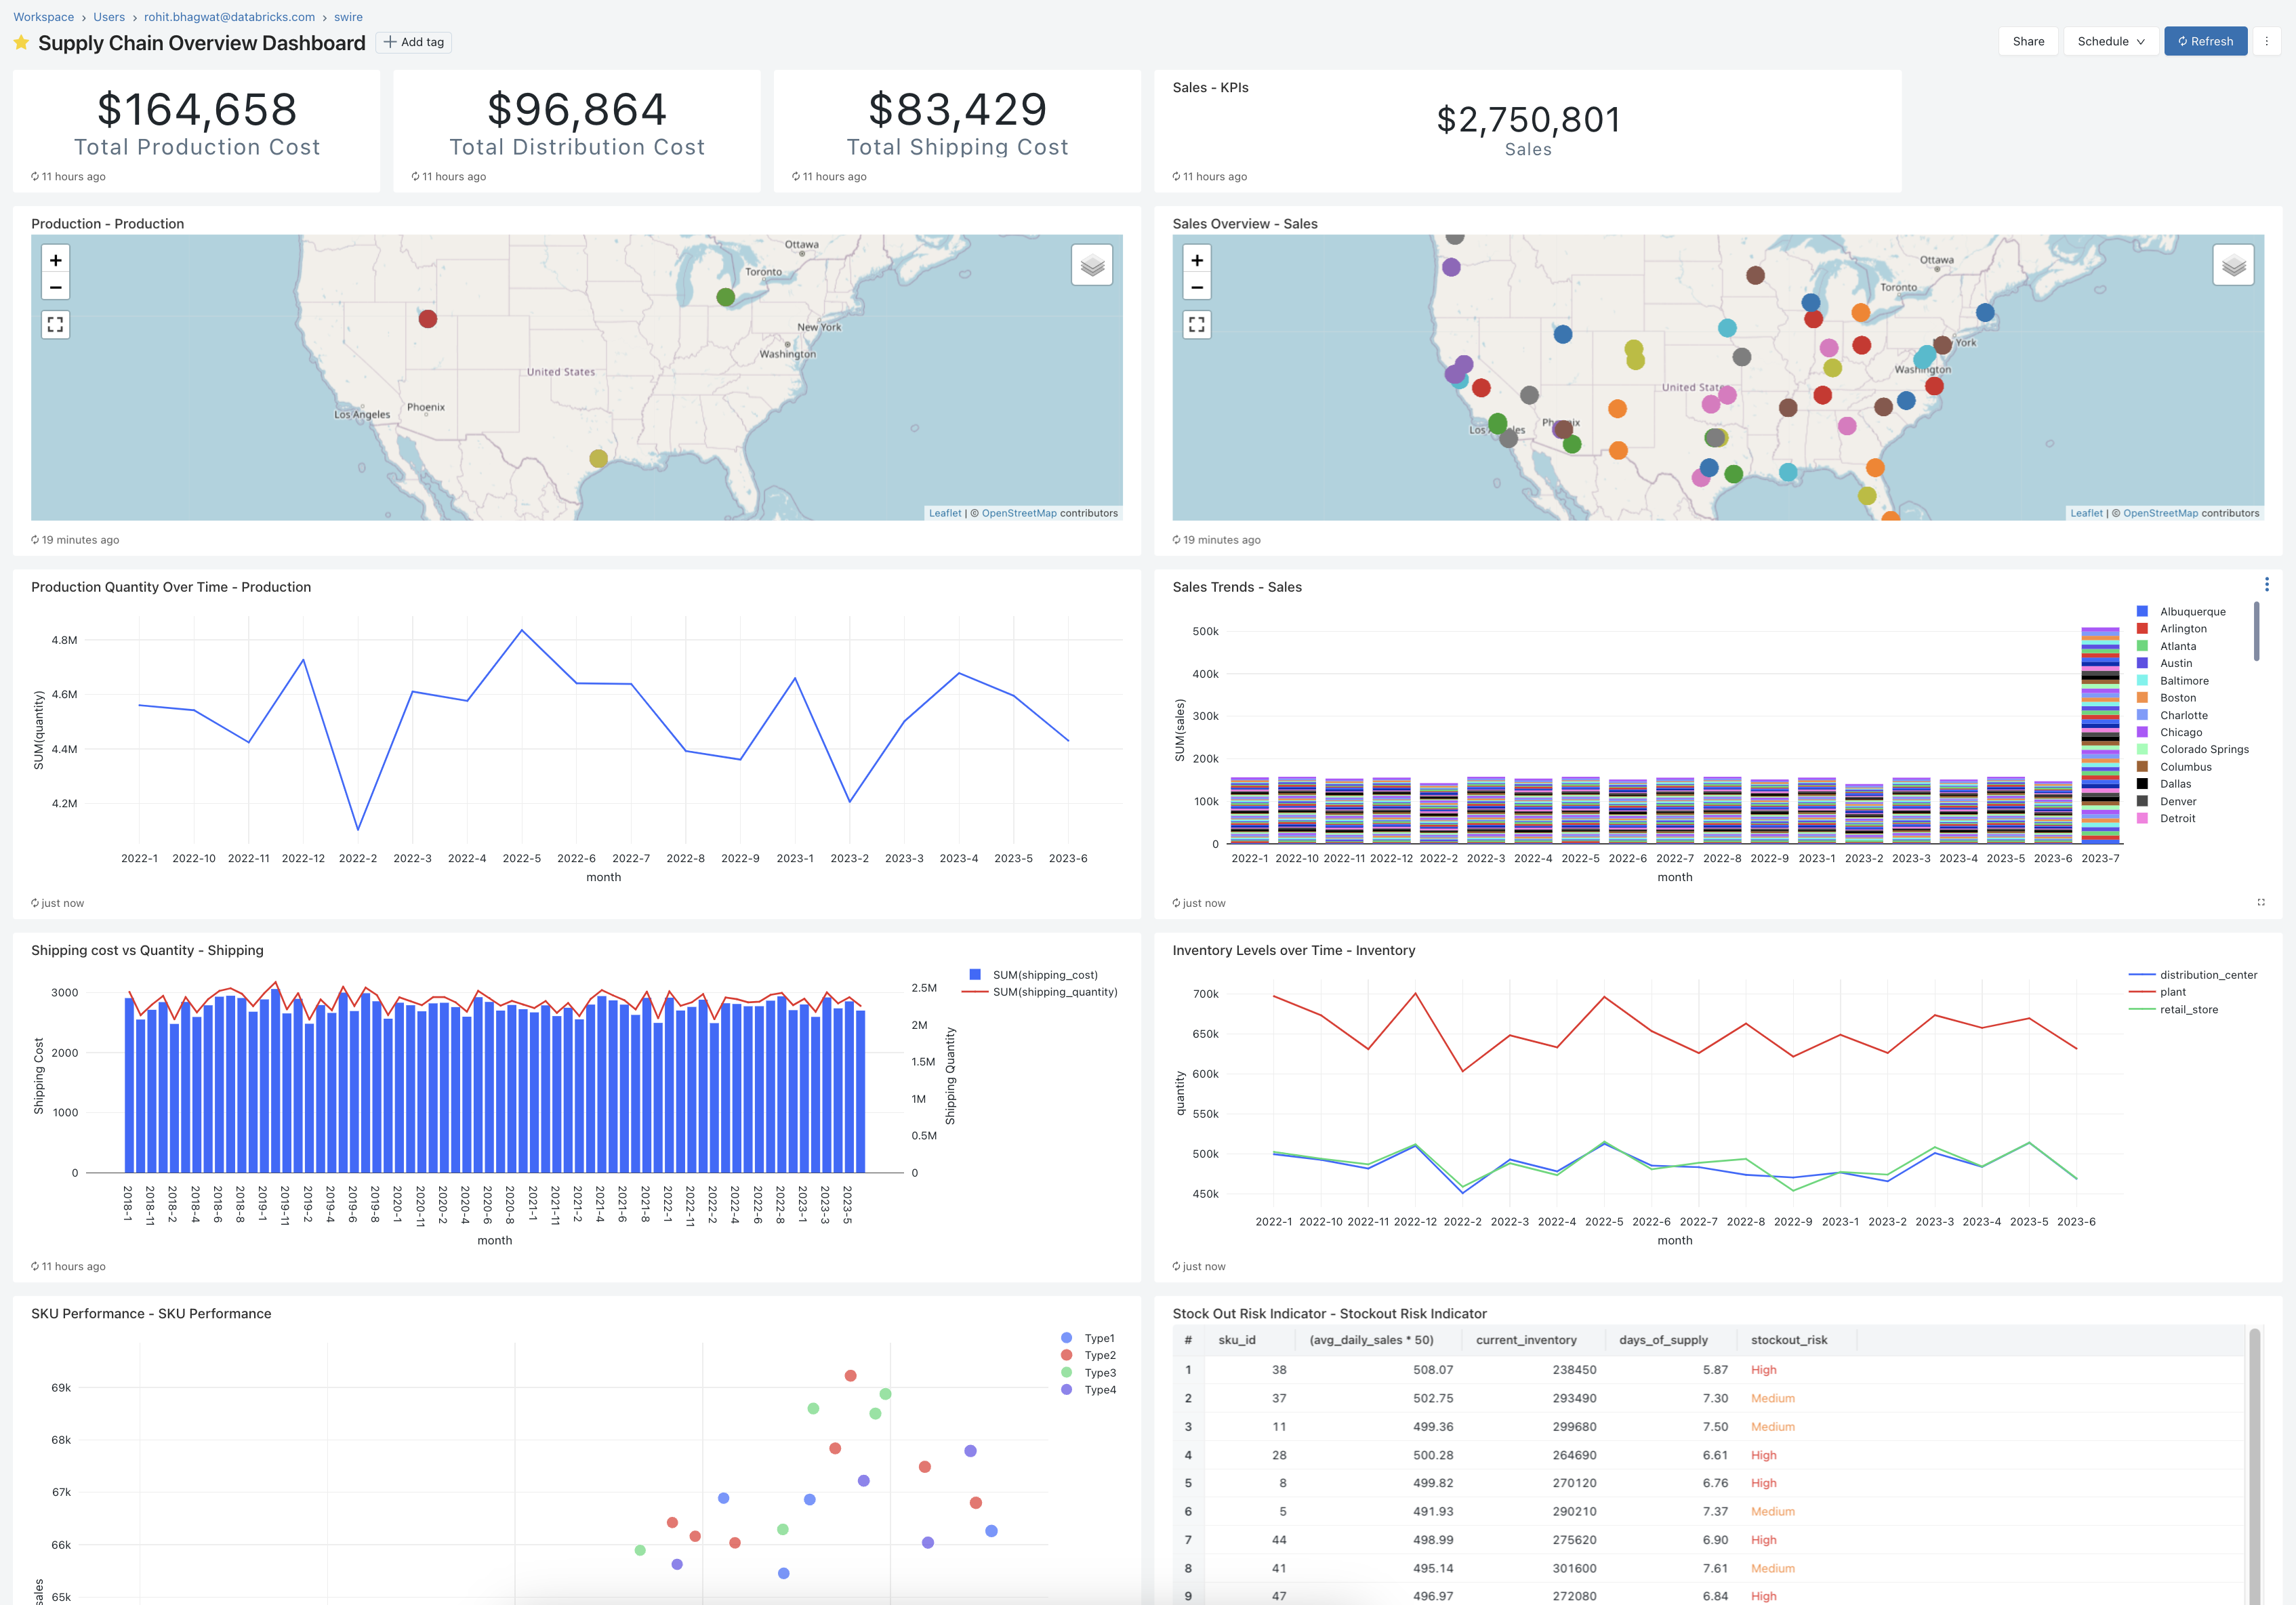 Workspace › Users › rohit.bhagwat@databricks.com › swire
Supply Chain Overview Dashboard
Add tag
Share
Schedule
Refresh
$164,658
Total Production Cost
11 hours ago
$96,864
Total Distribution Cost
11 hours ago
$83,429
Total Shipping Cost
11 hours ago
Sales - KPIs
$2,750,801
Sales
11 hours ago
Production - Production
+
−
Ottawa
Toronto
New York
Washington
United States
Los Angeles
Phoenix
Leaflet | © OpenStreetMap contributors
19 minutes ago
Sales Overview - Sales
+
−
Ottawa
Toronto
York
Washington
United States
Leaflet | © OpenStreetMap contributors
19 minutes ago
Production Quantity Over Time - Production
SUM(quantity)
4.8M
4.6M
4.4M
4.2M
2022-1 2022-10 2022-11 2022-12 2022-2 2022-3 2022-4 2022-5 2022-6 2022-7 2022-8 2022-9 2023-1 2023-2 2023-3 2023-4 2023-5 2023-6
month
just now
Sales Trends - Sales
SUM(sales)
500k
400k
300k
200k
100k
0
2022-1 2022-10 2022-11 2022-12 2022-2 2022-3 2022-4 2022-5 2022-6 2022-7 2022-8 2022-9 2023-1 2023-2 2023-3 2023-4 2023-5 2023-6 2023-7
month
Albuquerque
Arlington
Atlanta
Austin
Baltimore
Boston
Charlotte
Chicago
Colorado Springs
Columbus
Dallas
Denver
Detroit
just now
Shipping cost vs Quantity - Shipping
Shipping Cost
3000
2000
1000
0
2.5M
2M
1.5M
1M
0.5M
0
Shipping Quantity
SUM(shipping_cost)
SUM(shipping_quantity)
2018-1 2018-11 2018-2 2018-4 2018-6 2018-8 2019-1 2019-11 2019-2 2019-4 2019-6 2019-8 2020-1 2020-11 2020-2 2020-4 2020-6 2020-8 2021-1 2021-11 2021-2 2021-4 2021-6 2021-8 2022-1 2022-11 2022-2 2022-4 2022-6 2022-8 2023-1 2023-3 2023-5
month
11 hours ago
Inventory Levels over Time - Inventory
quantity
700k
650k
600k
550k
500k
450k
2022-1 2022-10 2022-11 2022-12 2022-2 2022-3 2022-4 2022-5 2022-6 2022-7 2022-8 2022-9 2023-1 2023-2 2023-3 2023-4 2023-5 2023-6
month
distribution_center
plant
retail_store
just now
SKU Performance - SKU Performance
69k
68k
67k
66k
65k
Type1
Type2
Type3
Type4
Stock Out Risk Indicator - Stockout Risk Indicator
# sku_id (avg_daily_sales * 50) current_inventory days_of_supply stockout_risk
1 38 508.07 238450 5.87 High
2 37 502.75 293490 7.30 Medium
3 11 499.36 299680 7.50 Medium
4 28 500.28 264690 6.61 High
5 8 499.82 270120 6.76 High
6 5 491.93 290210 7.37 Medium
7 44 498.99 275620 6.90 High
8 41 495.14 301600 7.61 Medium
9 47 496.97 272080 6.84 High